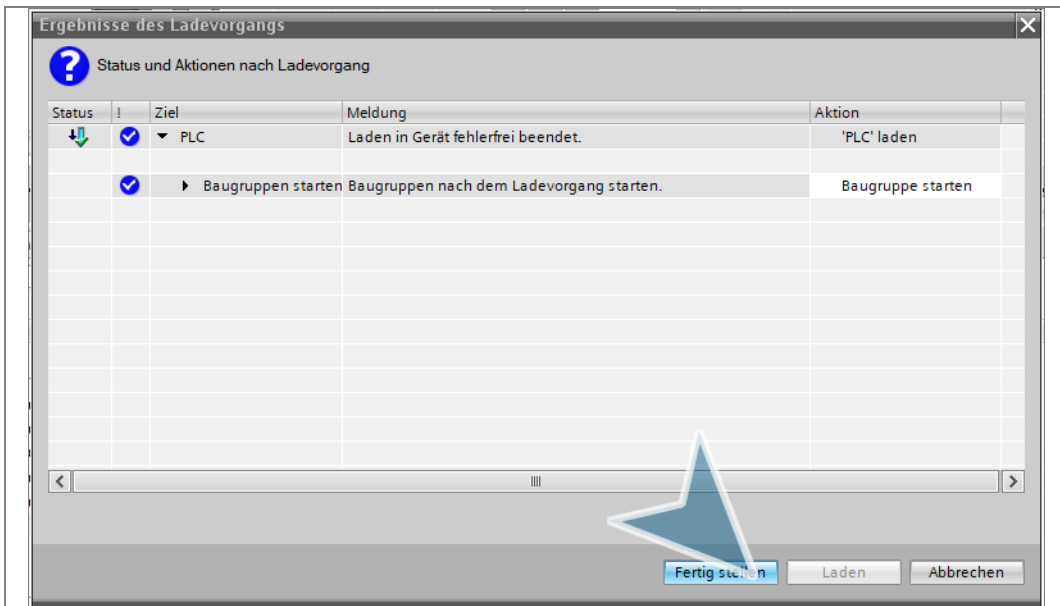 Ergebnisse des Ladevorgangs
Status und Aktionen nach Ladevorgang
Status ! Ziel Meldung Aktion
PLC Laden in Gerät fehlerfrei beendet. 'PLC' laden
Baugruppen starten Baugruppen nach dem Ladevorgang starten. Baugruppe starten
Fertig stellen Laden Abbrechen